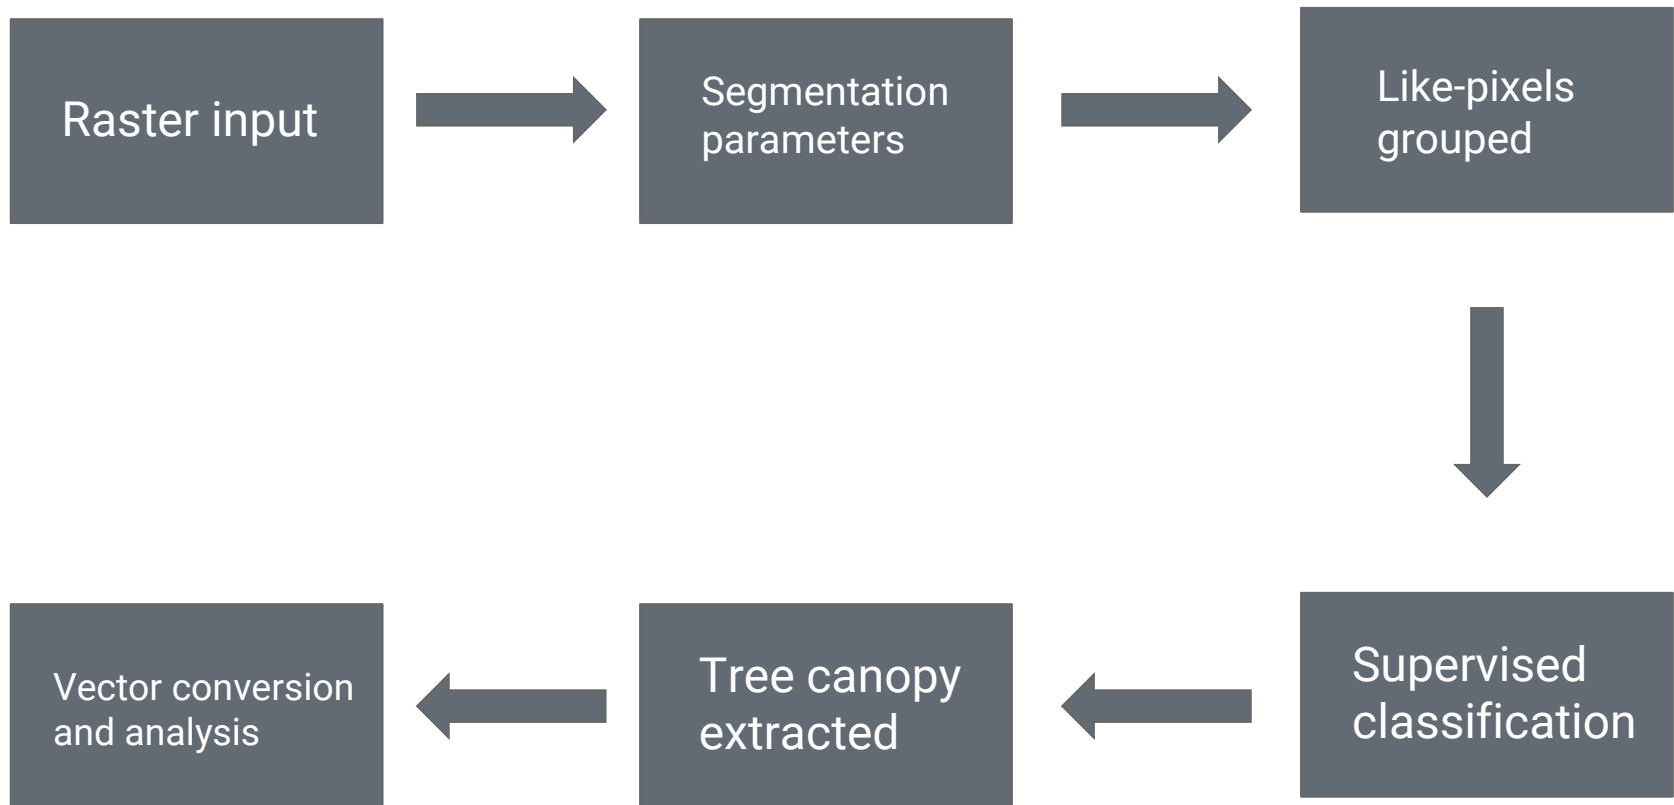 Raster input
Segmentation
parameters
Like-pixels
grouped
Supervised
classification
Tree canopy
extracted
Vector conversion
and analysis